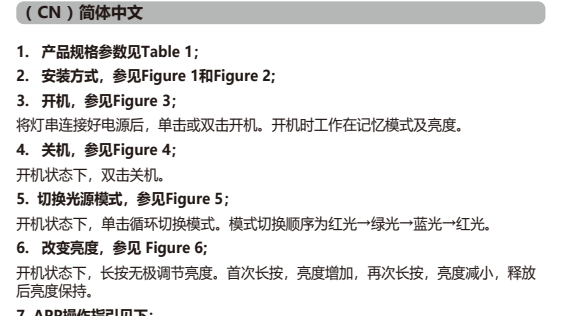 （ CN ）简体中文
1. 产品规格参数见Table 1；
2. 安装方式，参见Figure 1和Figure 2；
3. 开机，参见Figure 3；
将灯串连接好电源后，单击或双击开机。开机时工作在记忆模式及亮度。
4. 关机，参见Figure 4；
开机状态下，双击关机。
5. 切换光源模式，参见Figure 5；
开机状态下，单击循环切换模式。模式切换顺序为红光→绿光→蓝光→红光。
6. 改变亮度，参见 Figure 6；
开机状态下，长按无极调节亮度。首次长按，亮度增加，再次长按，亮度减小，释放
后亮度保持。
7. APP操作指引见下：